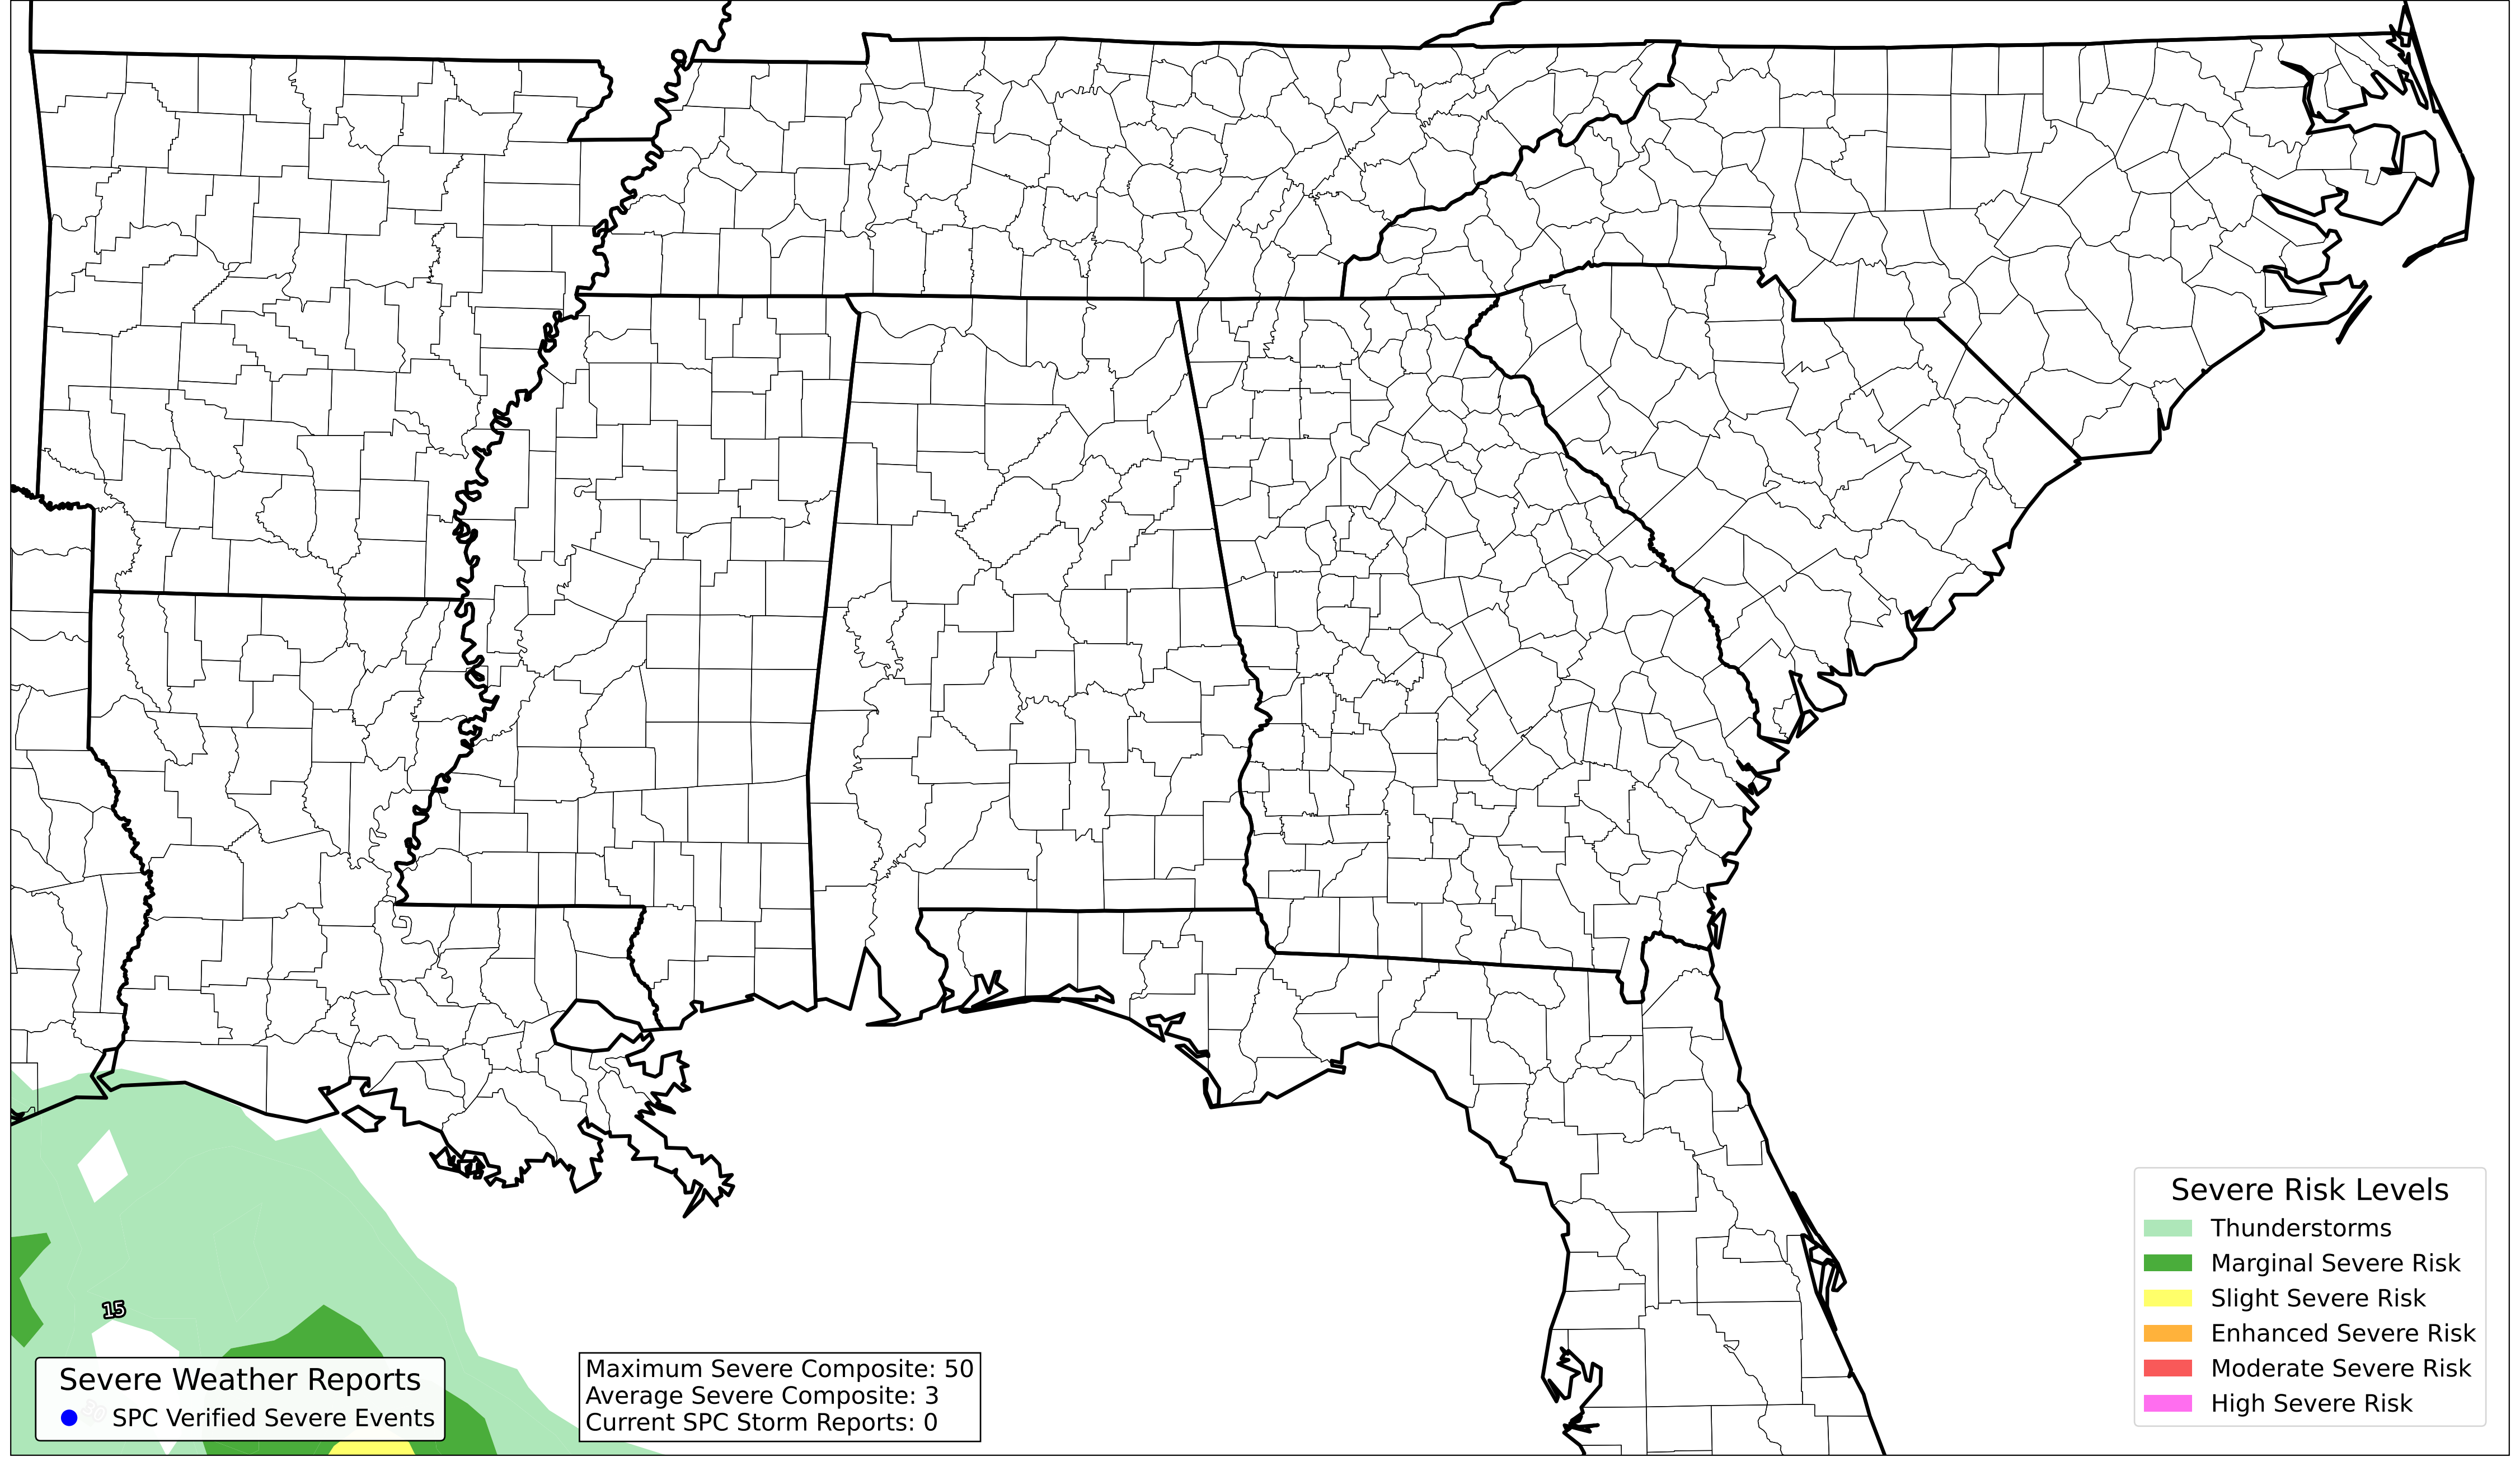 15
Severe Weather Reports
SPC Verified Severe Events
Maximum Severe Composite: 50
Average Severe Composite: 3
Current SPC Storm Reports: 0
Severe Risk Levels
Thunderstorms
Marginal Severe Risk
Slight Severe Risk
Enhanced Severe Risk
Moderate Severe Risk
High Severe Risk